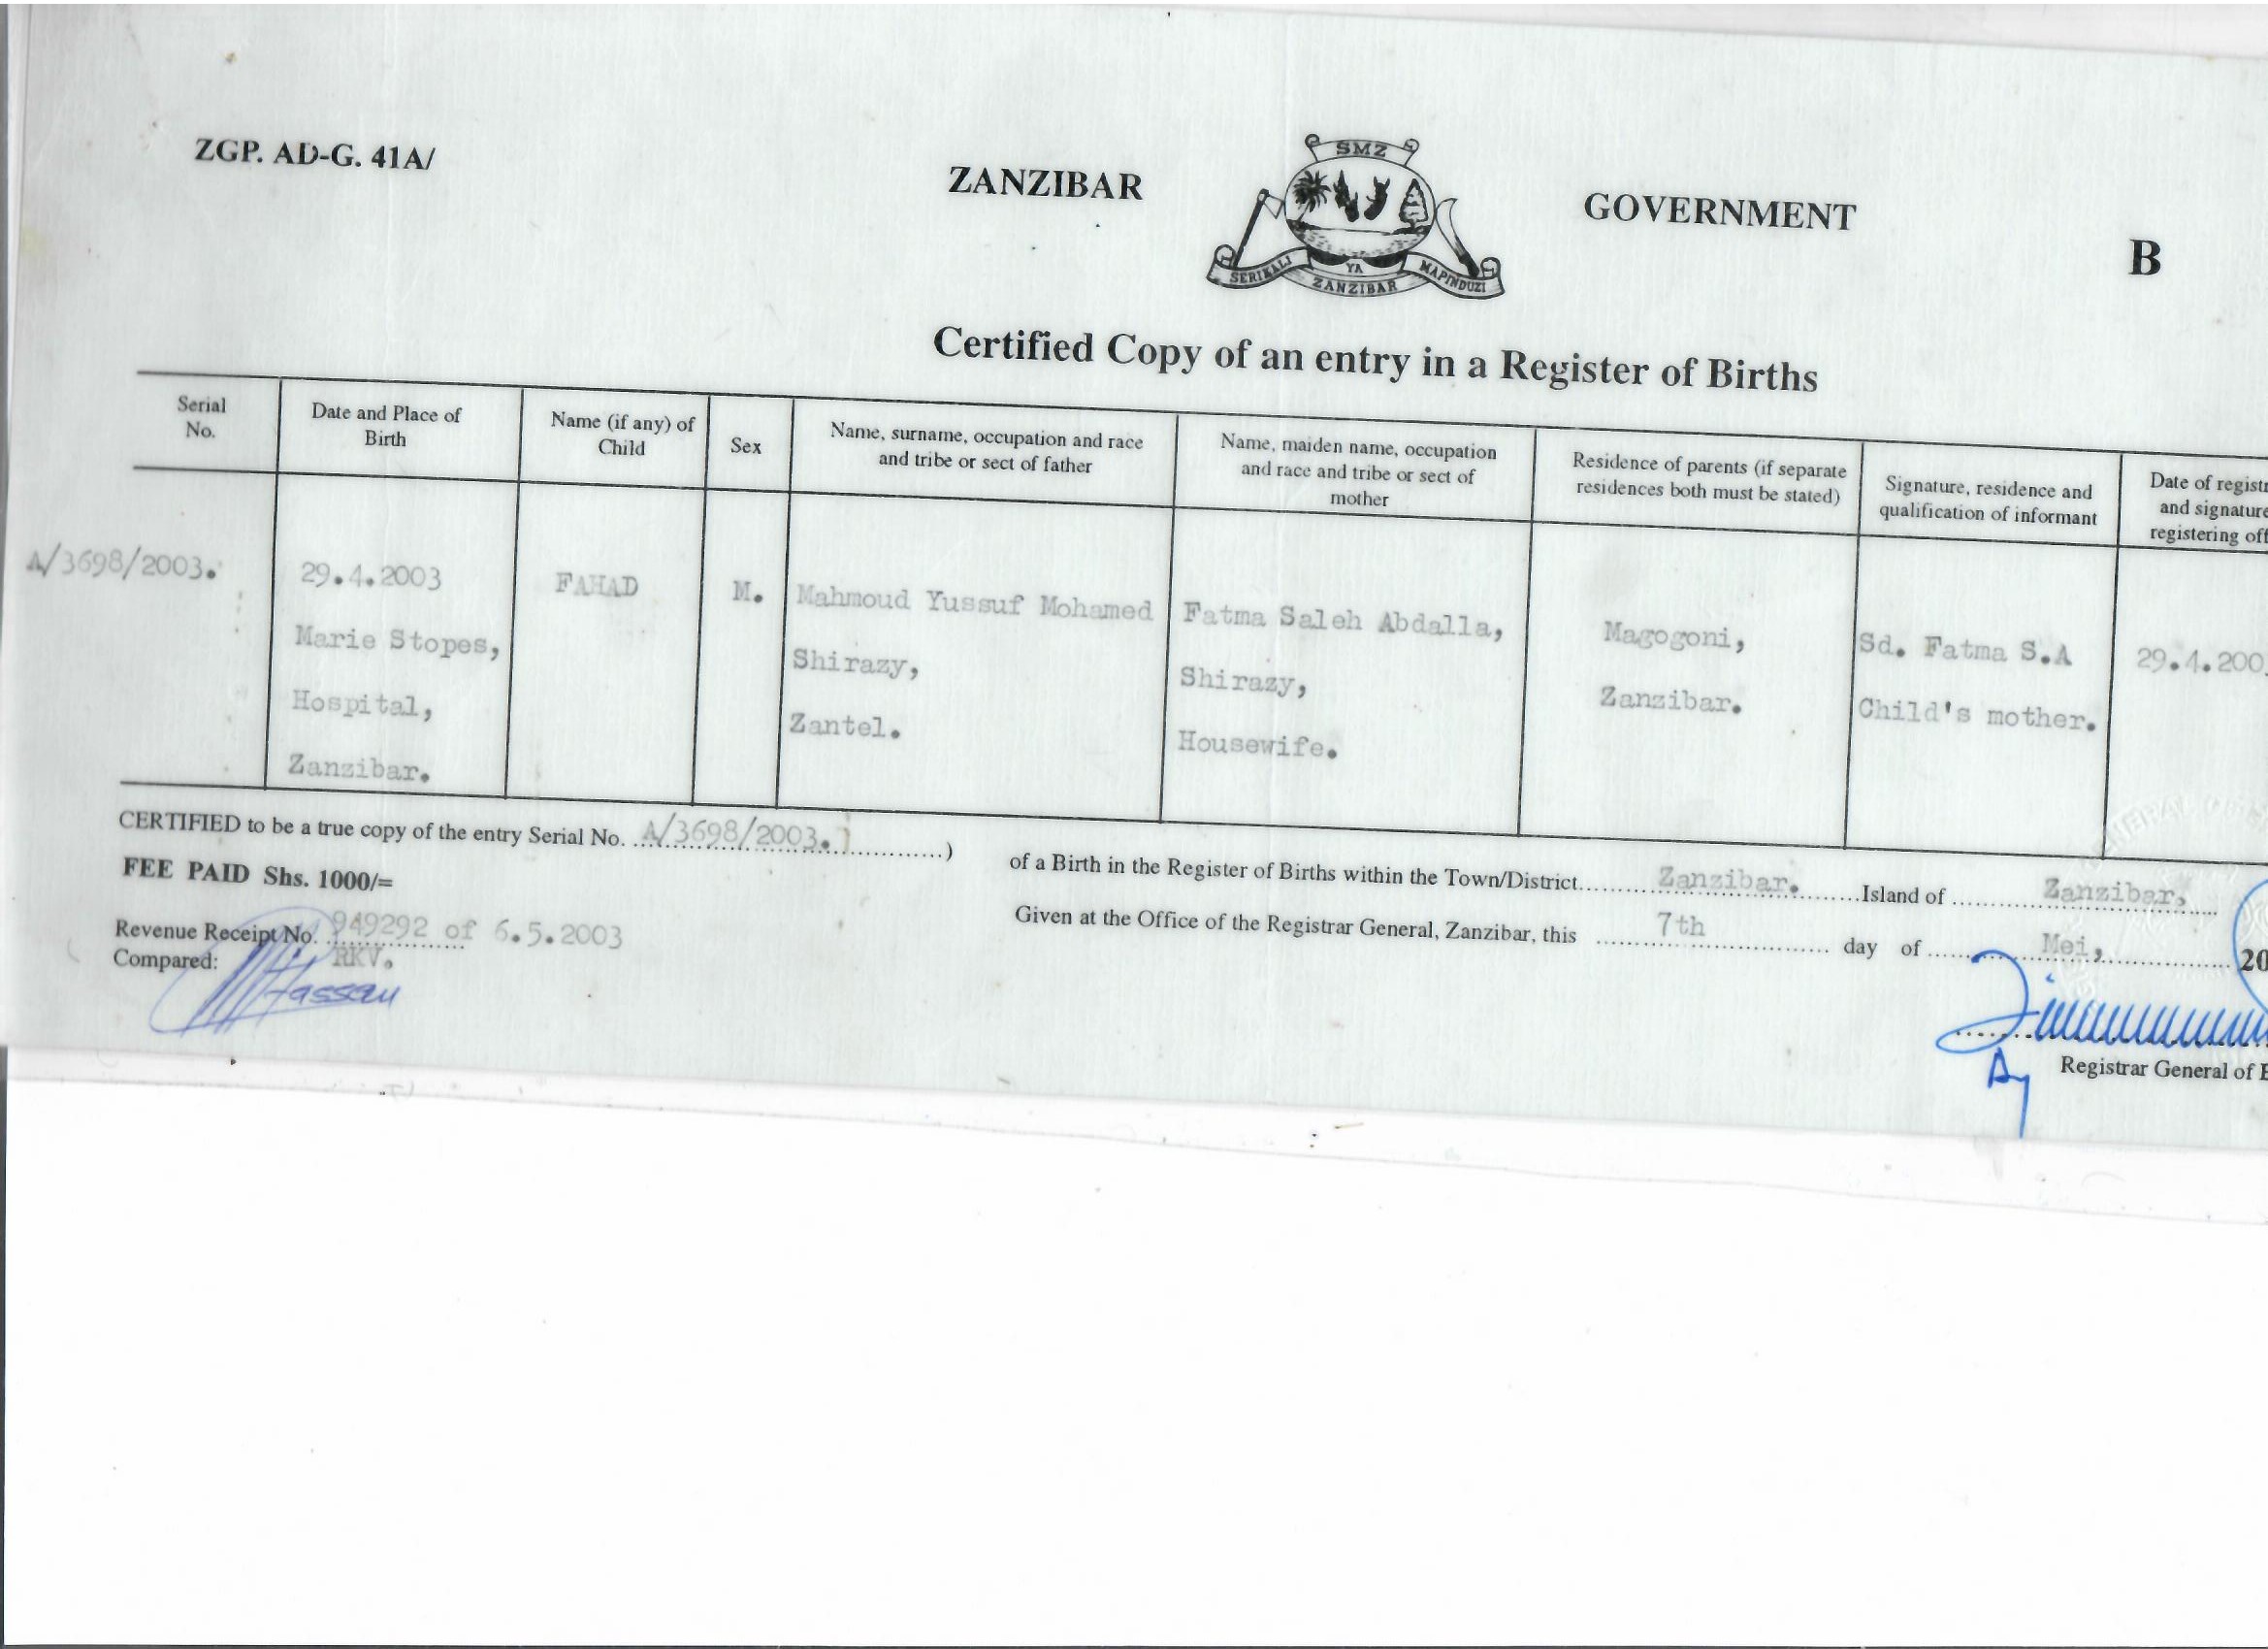 ZGP. AD-G. 41A/
ZANZIBAR
SMZ
SERIKALI YA MAPINDUZI
ZANZIBAR
GOVERNMENT
B
Certified Copy of an entry in a Register of Births
Serial
No.
Date and Place of
Birth
Name (if any) of
Child
Sex
Name, surname, occupation and race
and tribe or sect of father
Name, maiden name, occupation
and race and tribe or sect of
mother
Residence of parents (if separate
residences both must be stated)
Signature, residence and
qualification of informant
Date of registr
and signature
registering off
A/3698/2003.
29.4.2003
Marie Stopes,
Hospital,
Zanzibar.
FAHAD
M.
Mahmoud Yussuf Mohamed
Shirazy,
Zantel.
Fatma Saleh Abdalla,
Shirazy,
Housewife.
Magogoni,
Zanzibar.
Sd. Fatma S.A
Child's mother.
29.4.200
CERTIFIED to be a true copy of the entry Serial No. A/3698/2003. )
of a Birth in the Register of Births within the Town/District Zanzibar. Island of Zanzibar.
FEE PAID Shs. 1000/=
Given at the Office of the Registrar General, Zanzibar, this 7th day of Mei, 20
Revenue Receipt No. 949292 of 6.5.2003
Compared: RKV.
Hassan
Registrar General of B